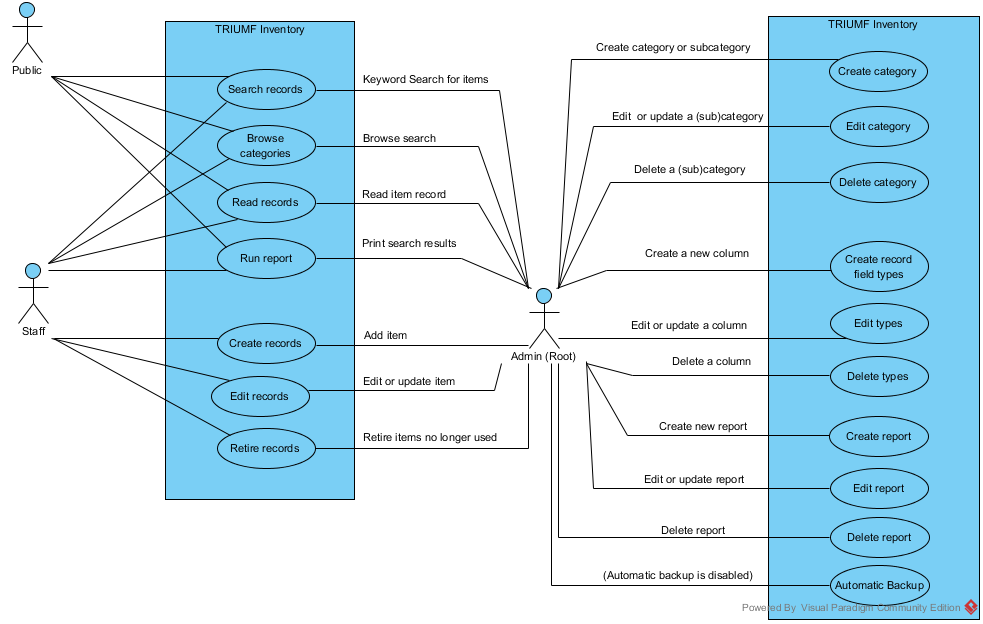 Public
Staff
TRIUMF Inventory
Search records
Browse
categories
Read records
Run report
Create records
Edit records
Retire records
Keyword Search for items
Browse search
Read item record
Print search results
Add item
Edit or update item
Retire items no longer used
Admin (Root)
Create category or subcategory
Edit or update a (sub)category
Delete a (sub)category
Create a new column
Edit or update a column
Delete a column
Create new report
Edit or update report
Delete report
(Automatic backup is disabled)
TRIUMF Inventory
Create category
Edit category
Delete category
Create record
field types
Edit types
Delete types
Create report
Edit report
Delete report
Automatic Backup
Powered By Visual Paradigm Community Edition